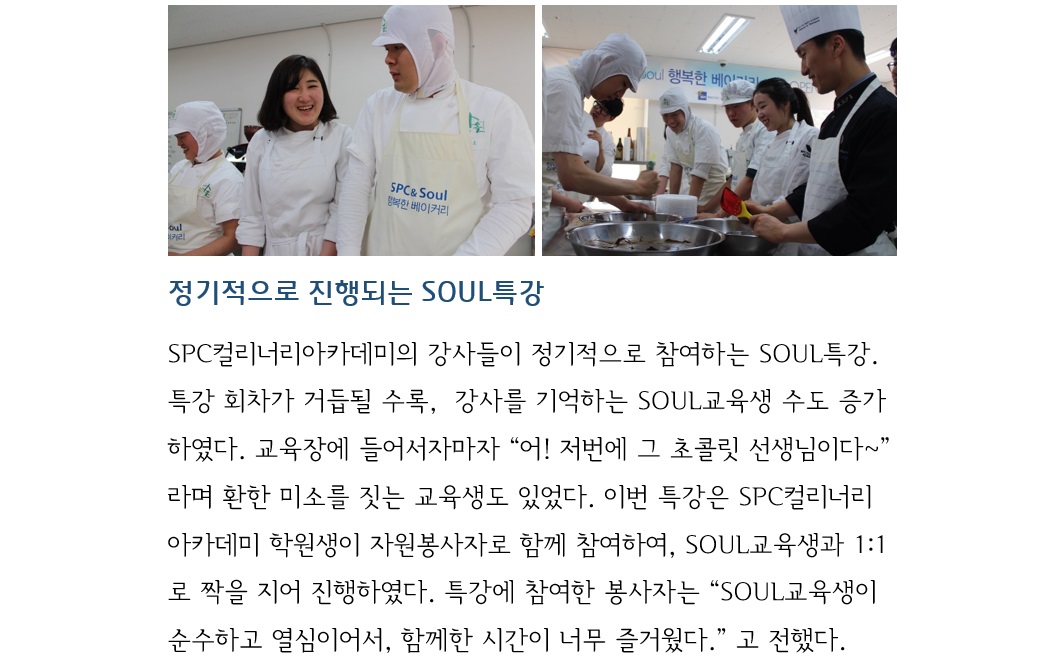 SPC&Soul
행복한 베이커리
Soul
이커리
Soul 행복한 베이커리
OPEN
정기적으로 진행되는 SOUL특강
SPC컬리너리아카데미의 강사들이 정기적으로 참여하는 SOUL특강.
특강 회차가 거듭될 수록, 강사를 기억하는 SOUL교육생 수도 증가
하였다. 교육장에 들어서자마자 “어! 저번에 그 초콜릿 선생님이다~”
라며 환한 미소를 짓는 교육생도 있었다. 이번 특강은 SPC컬리너리
아카데미 학원생이 자원봉사자로 함께 참여하여, SOUL교육생과 1:1
로 짝을 지어 진행하였다. 특강에 참여한 봉사자는 “SOUL교육생이
순수하고 열심이어서, 함께한 시간이 너무 즐거웠다.” 고 전했다.